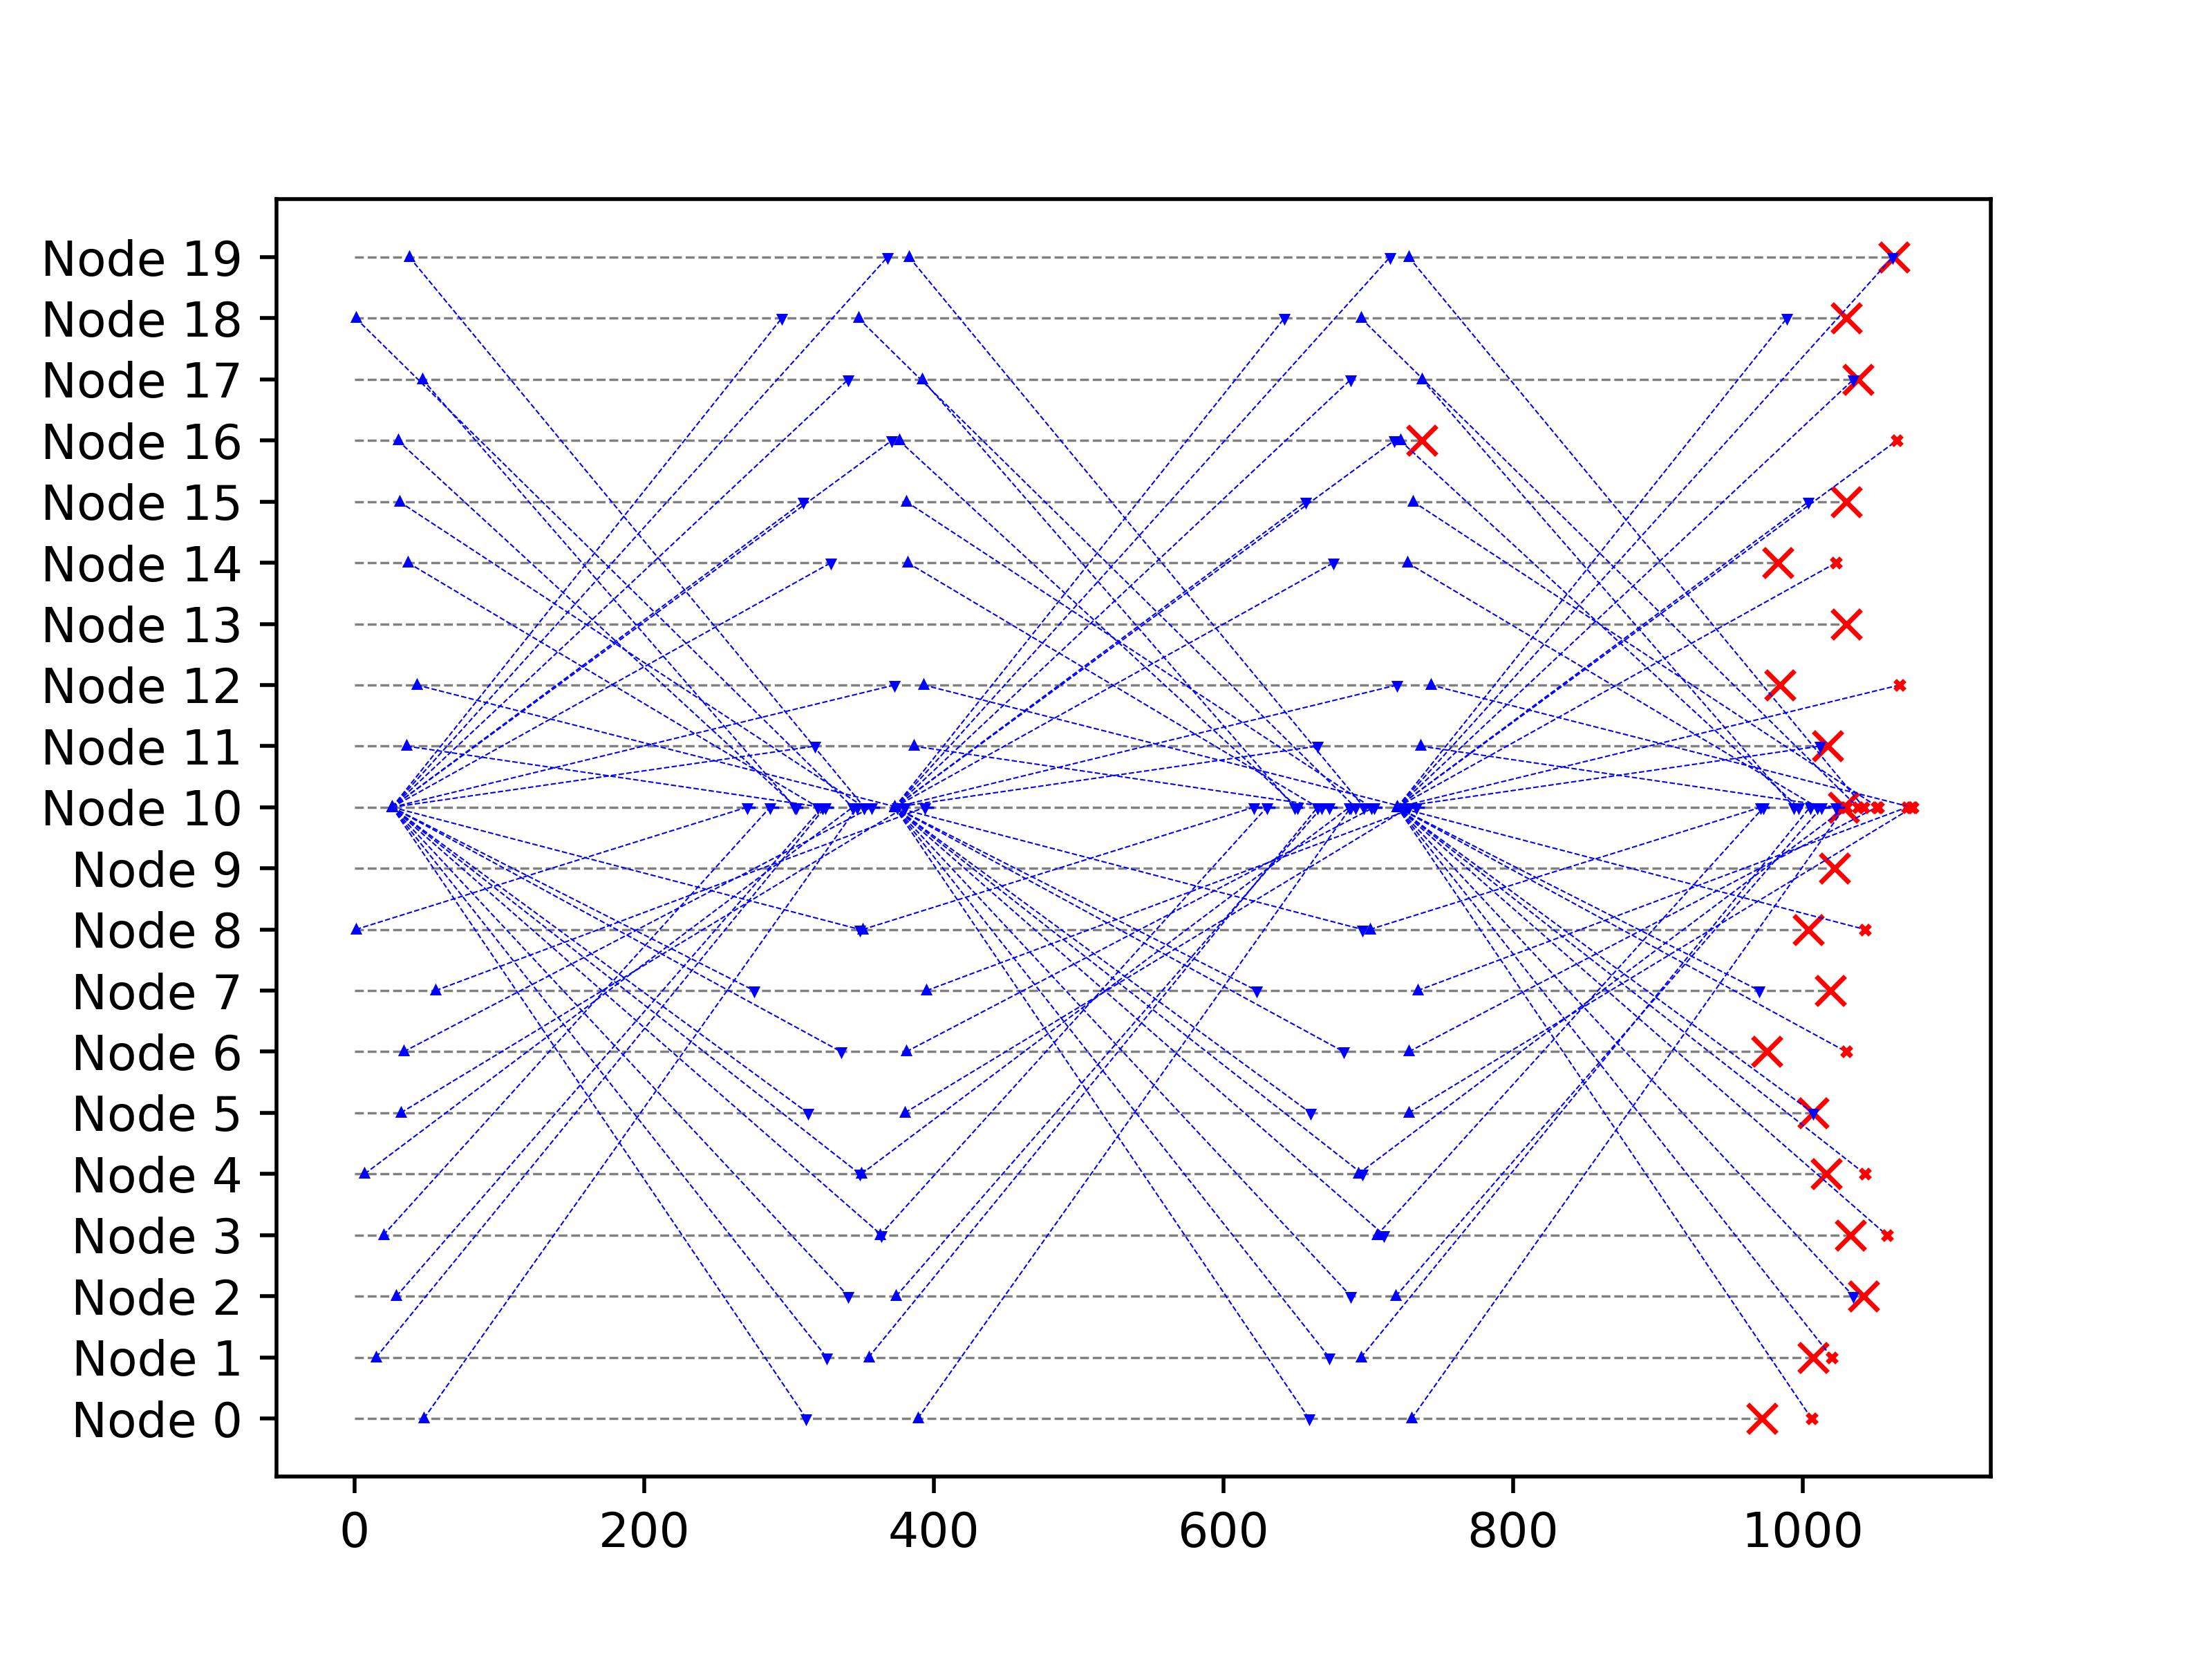 Node 19
Node 18
Node 17
Node 16
Node 15
Node 14
Node 13
Node 12
Node 11
Node 10
Node 9
Node 8
Node 7
Node 6
Node 5
Node 4
Node 3
Node 2
Node 1
Node 0
0 200 400 600 800 1000